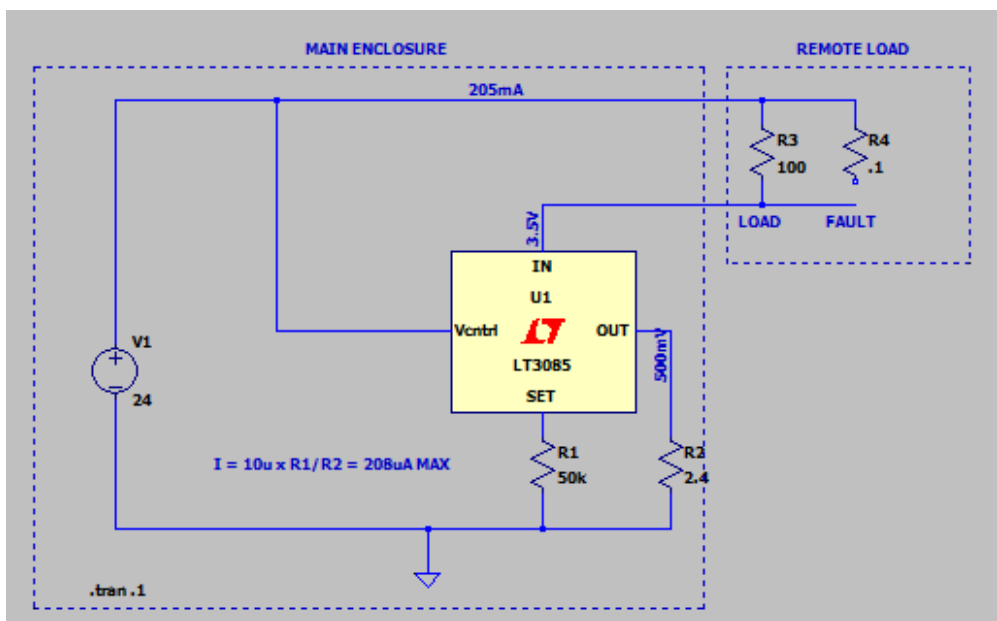 MAIN ENCLOSURE
REMOTE LOAD
205mA
R3
100
R4
.1
LOAD
FAULT
3.5V
IN
U1
Vcntrl
OUT
LT3085
SET
500mV
V1
24
I = 10u x R1/R2 = 208uA MAX
R1
50k
R2
2.4
.tran .1